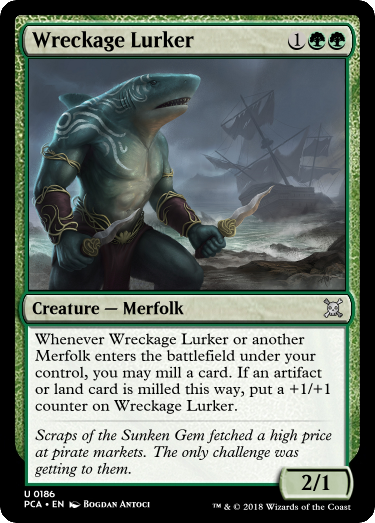 Wreckage Lurker 1
Creature — Merfolk
Whenever Wreckage Lurker or another
Merfolk enters the battlefield under your
control, you may mill a card. If an artifact
or land card is milled this way, put a +1/+1
counter on Wreckage Lurker.
Scraps of the Sunken Gem fetched a high price
at pirate markets. The only challenge was
getting to them.
2/1
U 0186
PCA • EN Bogdan Antoci
™ & © 2018 Wizards of the Coast